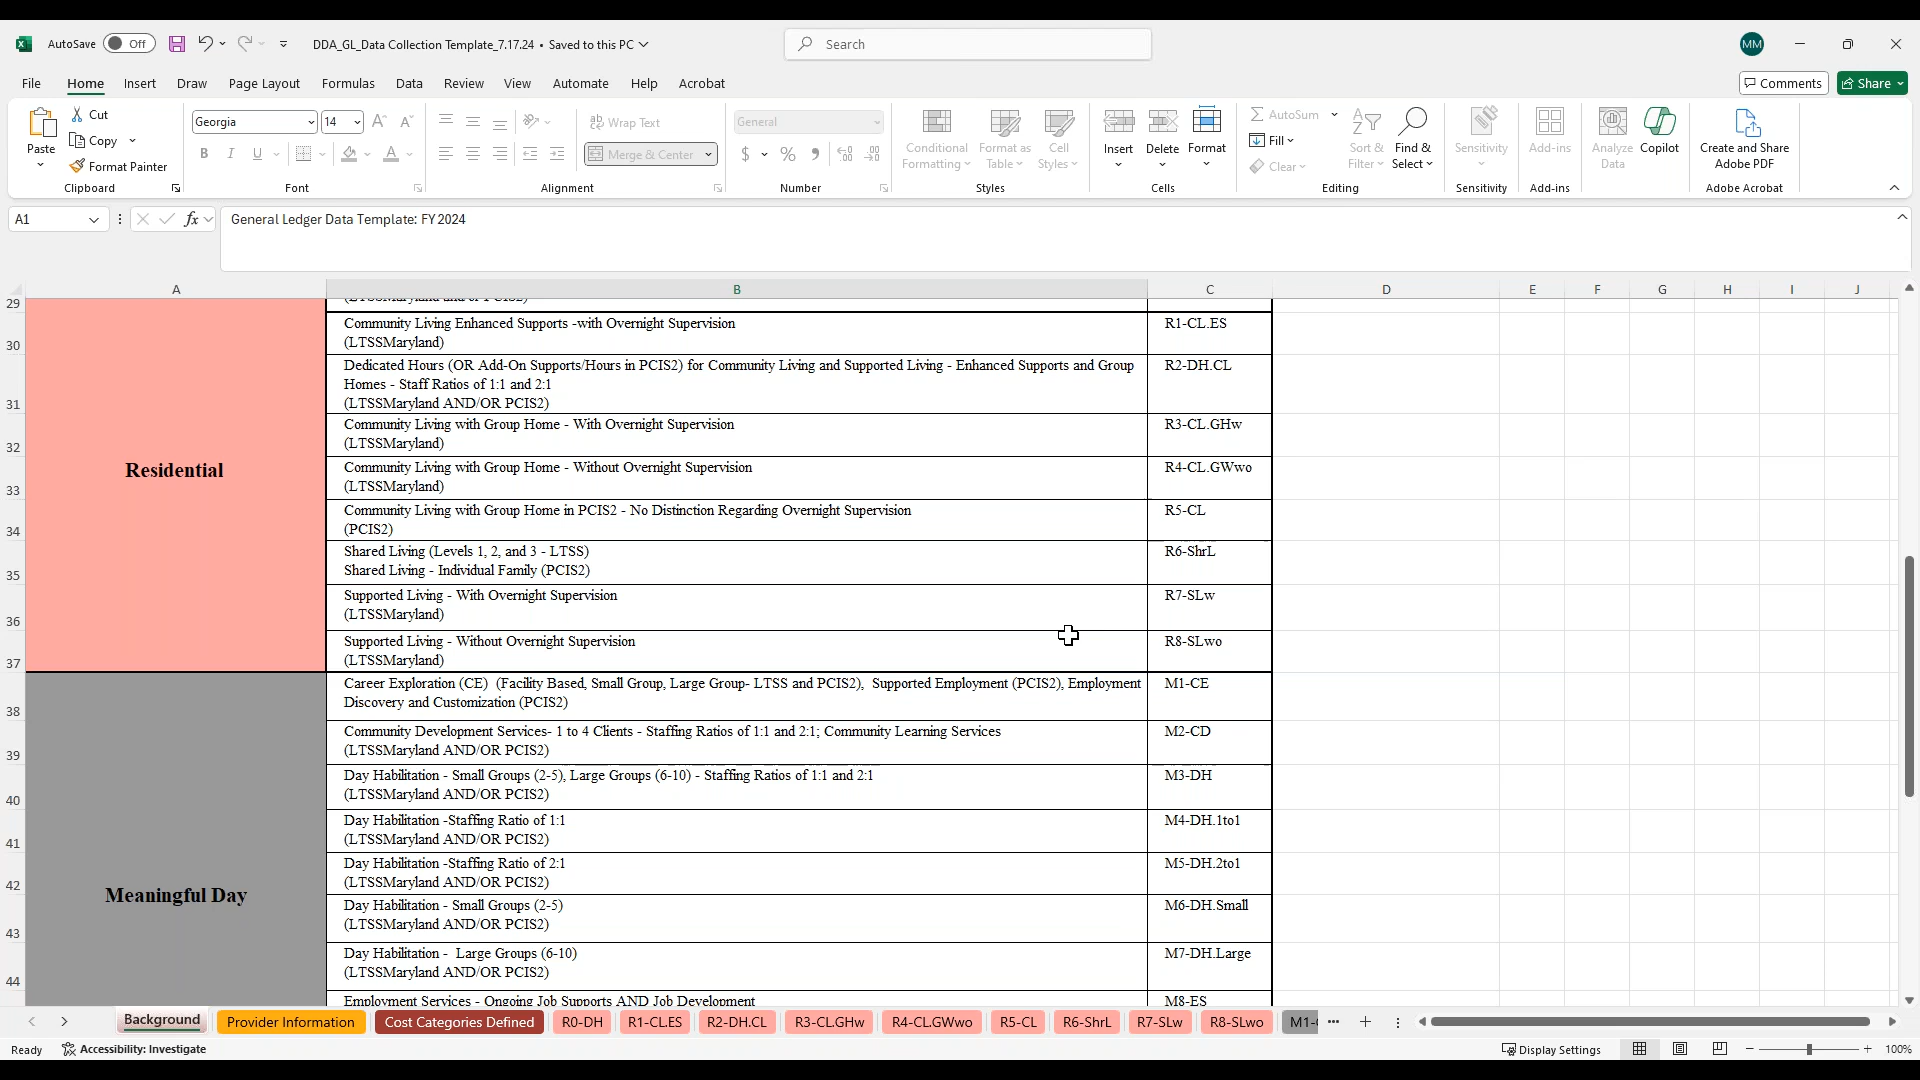 AutoSave Off DDA_GL_Data Collection Template_7.17.24 • Saved to this PC Search MM
File Home Insert Draw Page Layout Formulas Data Review View Automate Help Acrobat Comments Share
Paste Cut Copy Format Painter Clipboard
Georgia 14 B I U Font
Wrap Text Merge & Center Alignment
General $ % Number
Conditional Formatting Format as Table Cell Styles Styles
Insert Delete Format Cells
AutoSum Fill Clear Sort & Filter Find & Select Editing
Sensitivity Sensitivity
Add-ins Add-ins
Analyze Data Copilot
Create and Share Adobe PDF Adobe Acrobat
A1 fx General Ledger Data Template: FY 2024
A B C D E F G H I J
29
30 Community Living Enhanced Supports -with Overnight Supervision R1-CL.ES
(LTSSMaryland)
31 Dedicated Hours (OR Add-On Supports/Hours in PCIS2) for Community Living and Supported Living - Enhanced Supports and Group R2-DH.CL
Homes - Staff Ratios of 1:1 and 2:1
(LTSSMaryland AND/OR PCIS2)
32 Community Living with Group Home - With Overnight Supervision R3-CL.GHw
(LTSSMaryland)
Residential
33 Community Living with Group Home - Without Overnight Supervision R4-CL.GWwo
(LTSSMaryland)
34 Community Living with Group Home in PCIS2 - No Distinction Regarding Overnight Supervision R5-CL
(PCIS2)
35 Shared Living (Levels 1, 2, and 3 - LTSS) R6-ShrL
Shared Living - Individual Family (PCIS2)
36 Supported Living - With Overnight Supervision R7-SLw
(LTSSMaryland)
37 Supported Living - Without Overnight Supervision R8-SLwo
(LTSSMaryland)
38 Career Exploration (CE) (Facility Based, Small Group, Large Group- LTSS and PCIS2), Supported Employment (PCIS2), Employment M1-CE
Discovery and Customization (PCIS2)
39 Community Development Services- 1 to 4 Clients - Staffing Ratios of 1:1 and 2:1; Community Learning Services M2-CD
(LTSSMaryland AND/OR PCIS2)
40 Day Habilitation - Small Groups (2-5), Large Groups (6-10) - Staffing Ratios of 1:1 and 2:1 M3-DH
(LTSSMaryland AND/OR PCIS2)
41 Day Habilitation -Staffing Ratio of 1:1 M4-DH.1to1
(LTSSMaryland AND/OR PCIS2)
42 Day Habilitation -Staffing Ratio of 2:1 M5-DH.2to1
(LTSSMaryland AND/OR PCIS2)
Meaningful Day
43 Day Habilitation - Small Groups (2-5) M6-DH.Small
(LTSSMaryland AND/OR PCIS2)
44 Day Habilitation - Large Groups (6-10) M7-DH.Large
(LTSSMaryland AND/OR PCIS2)
Employment Services - Ongoing Job Supports AND Job Development M8-ES
Background Provider Information Cost Categories Defined R0-DH R1-CL.ES R2-DH.CL R3-CL.GHw R4-CL.GWwo R5-CL R6-ShrL R7-SLw R8-SLwo M1-
Ready Accessibility: Investigate Display Settings 100%